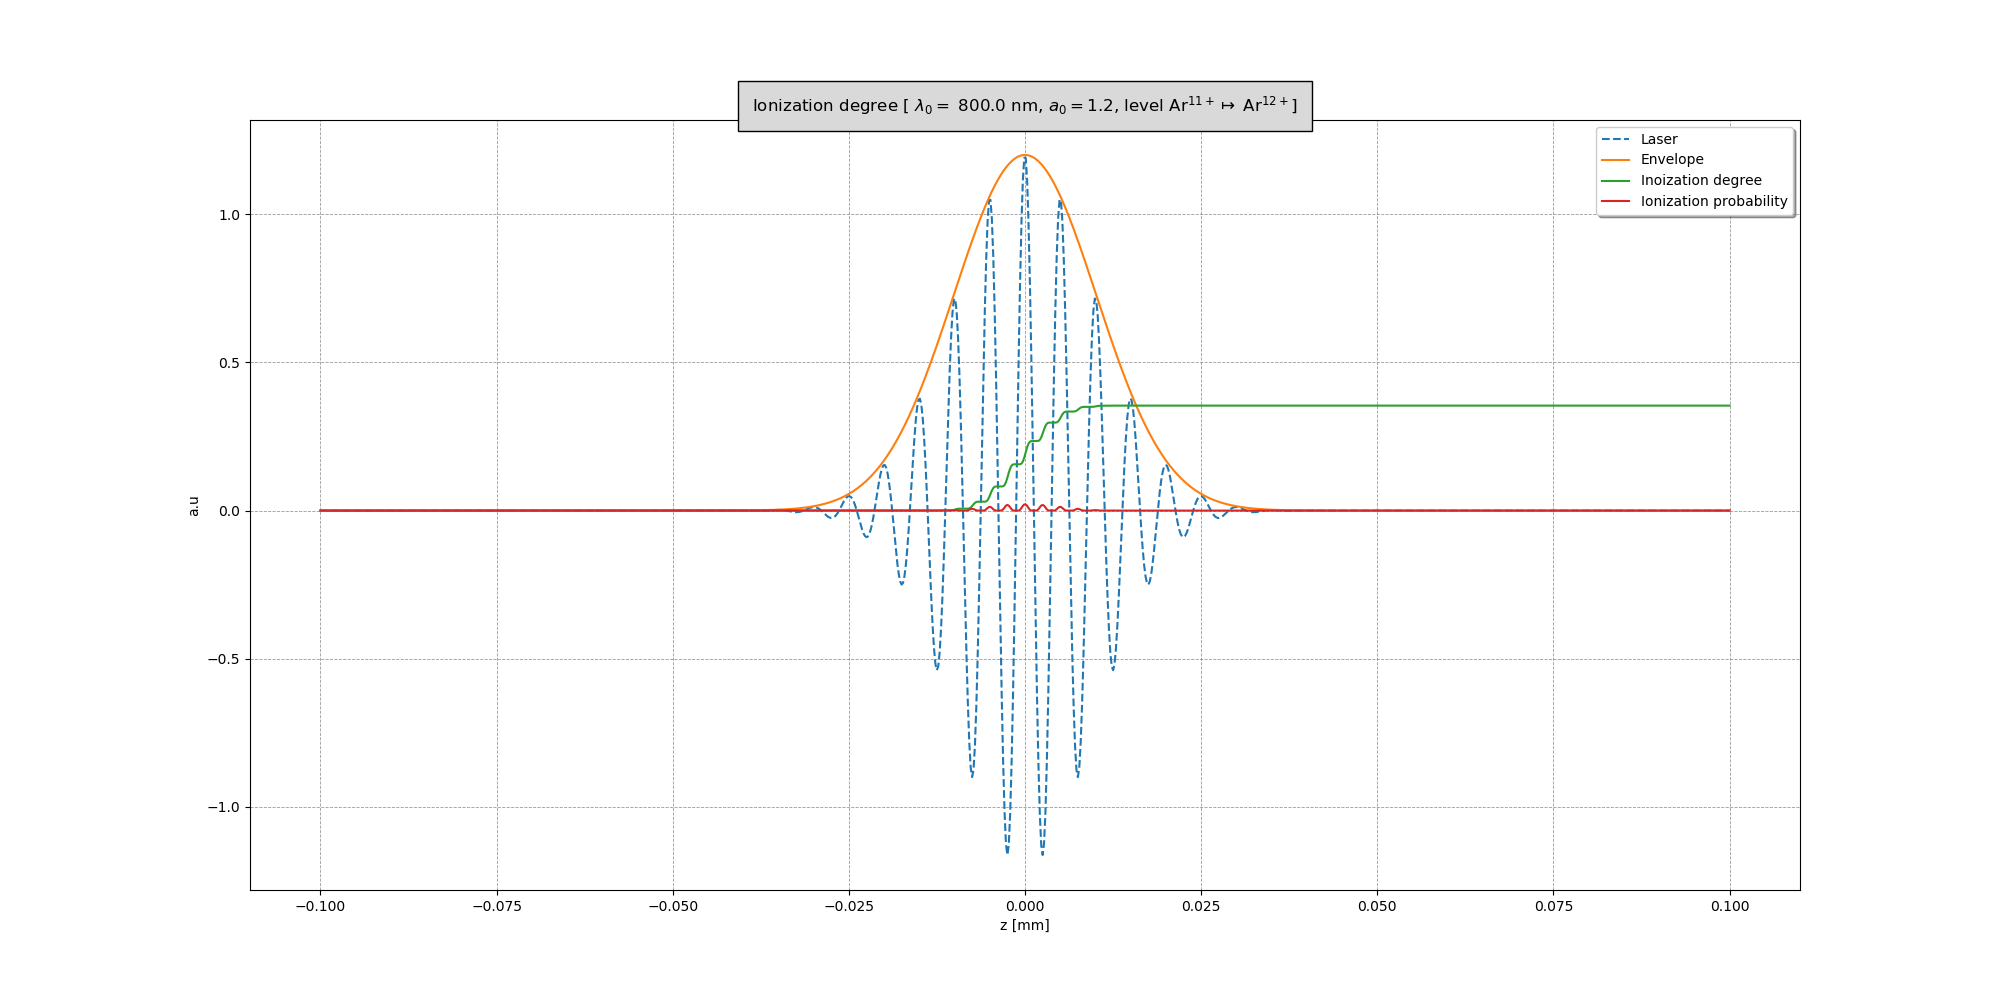 Ionization degree [ λ₀ = 800.0 nm, a₀ = 1.2, level Ar¹¹⁺ ↦ Ar¹²⁺]
Laser
Envelope
Inoization degree
Ionization probability
1.0
0.5
0.0
−0.5
−1.0
a.u
−0.100 −0.075 −0.050 −0.025 0.000 0.025 0.050 0.075 0.100
z [mm]